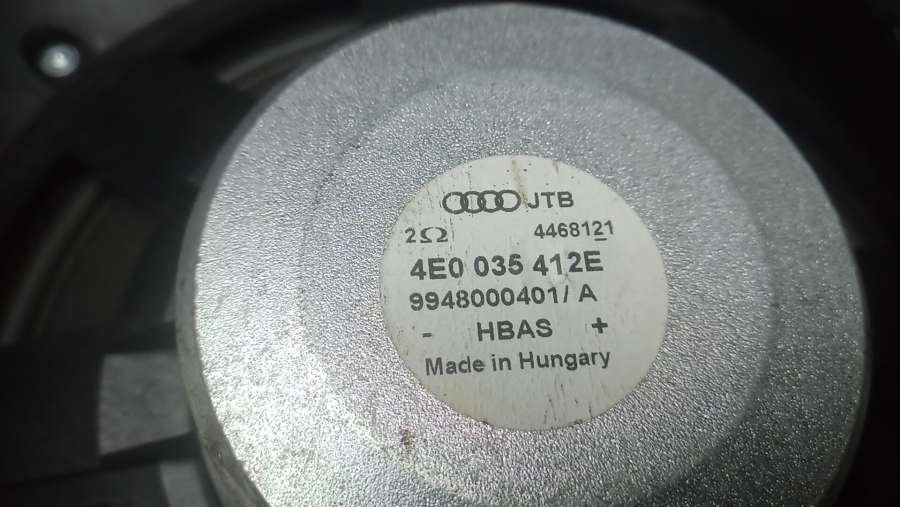 JTB
2Ω 4468121
4E0 035 412E
9948000401/ A
- HBAS +
Made in Hungary